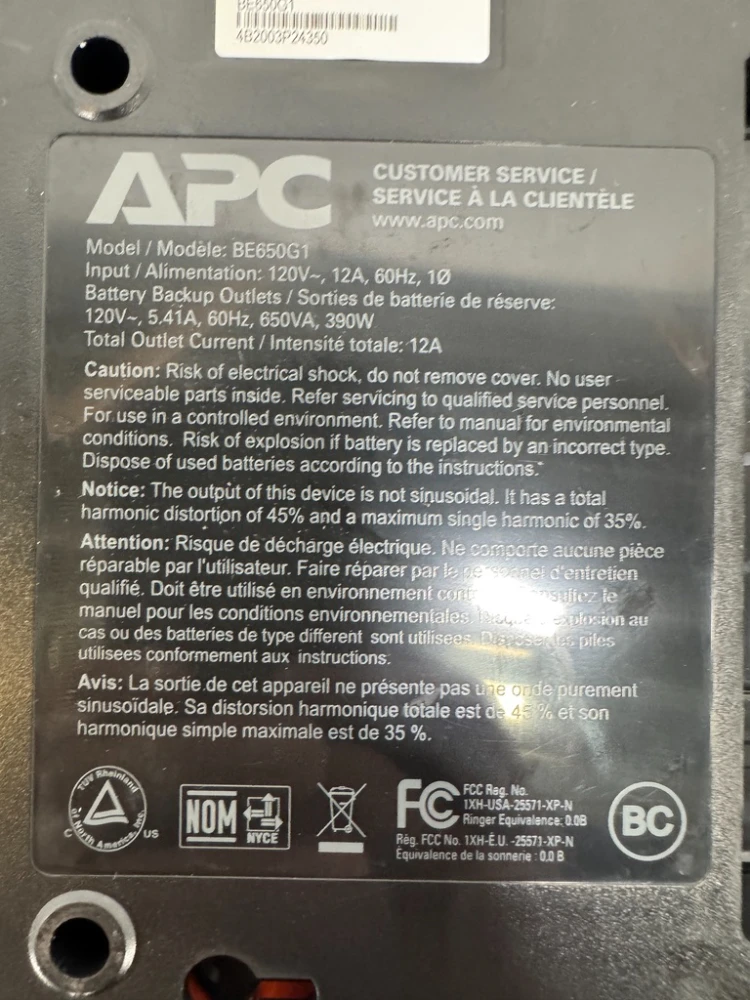 BE650G1
4B2003P24350
APC
CUSTOMER SERVICE /
SERVICE À LA CLIENTÈLE
www.apc.com
Model / Modèle: BE650G1
Input / Alimentation: 120V~, 12A, 60Hz, 1Ø
Battery Backup Outlets / Sorties de batterie de réserve:
120V~, 5.41A, 60Hz, 650VA, 390W
Total Outlet Current / Intensité totale: 12A
Caution: Risk of electrical shock, do not remove cover. No user
serviceable parts inside. Refer servicing to qualified service personnel.
For use in a controlled environment. Refer to manual for environmental
conditions. Risk of explosion if battery is replaced by an incorrect type.
Dispose of used batteries according to the instructions.
Notice: The output of this device is not sinusoidal. It has a total
harmonic distortion of 45% and a maximum single harmonic of 35%.
Attention: Risque de décharge électrique. Ne comporte aucune pièce
réparable par l'utilisateur. Faire réparer par le personnel d'entretien
qualifié. Doit être utilisé en environnement consultez le
manuel pour les conditions environnementales. explosion au
cas ou des batteries de type different sont utilisees. piles
utilisees conformement aux instructions.
Avis: La sortie de cet appareil ne présente pas une onde purement
sinusoïdale. Sa distorsion harmonique totale est de 45 % et son
harmonique simple maximale est de 35 %.
TUV Rheinland
of North America, Inc.
C US
NOM
NYCE
FC
FCC Reg. No.
1XH-USA-25571-XP-N
Ringer Equivalence: 0.0B
Rég. FCC No. 1XH-É.U. -25571-XP-N
Équivalence de la sonnerie : 0,0 B
BC